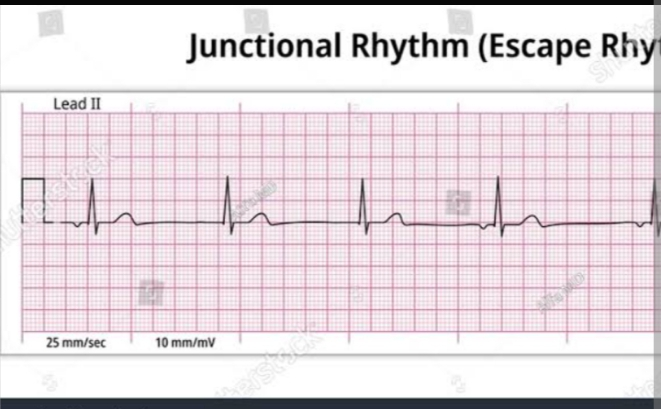 Junctional Rhythm (Escape Rhy
Lead II
25 mm/sec 10 mm/mV